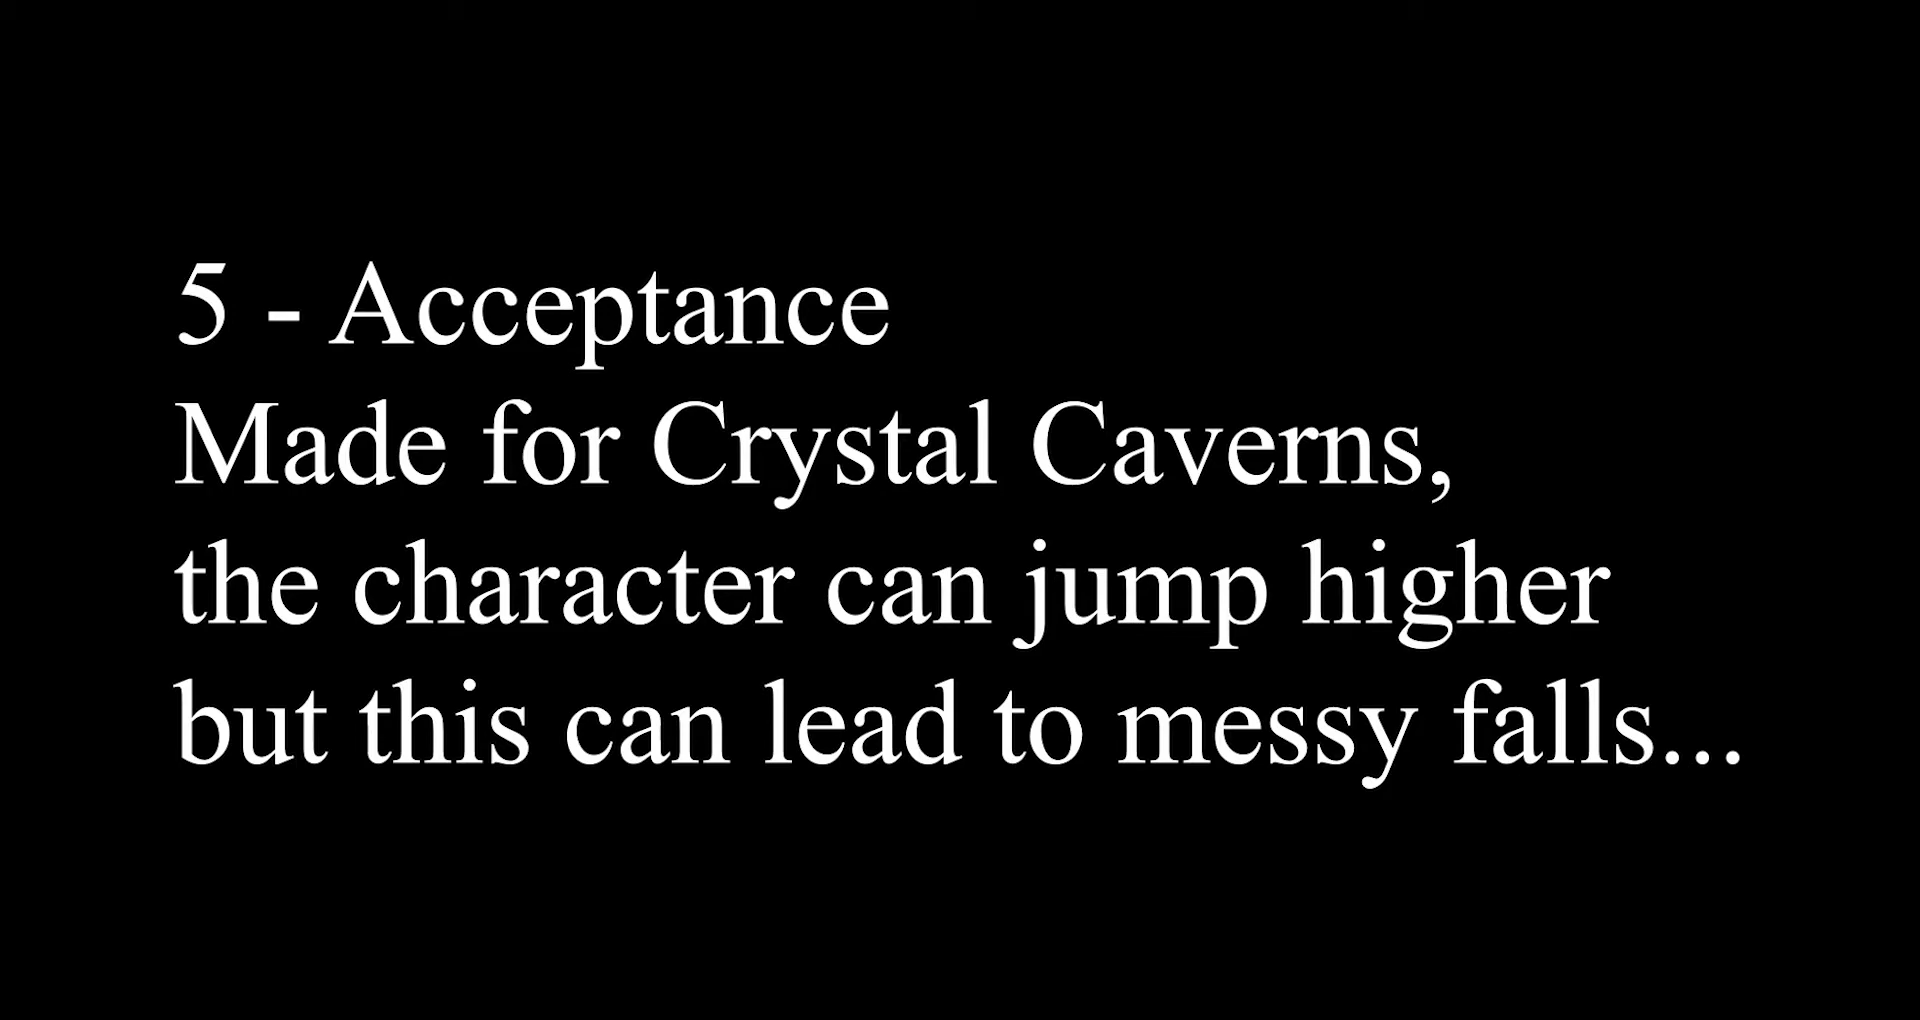 5 - Acceptance
Made for Crystal Caverns,
the character can jump higher
but this can lead to messy falls...